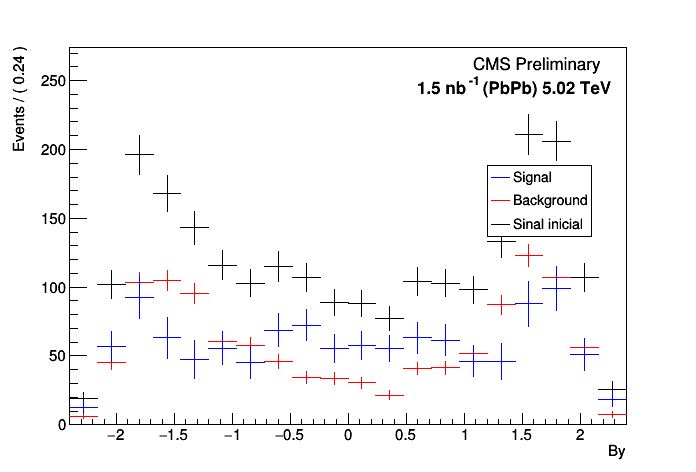 CMS Preliminary
1.5 nb⁻¹ (PbPb) 5.02 TeV
Events / ( 0.24 )
250
200
150
100
50
0
Signal
Background
Sinal inicial
−2 −1.5 −1 −0.5 0 0.5 1 1.5 2
By